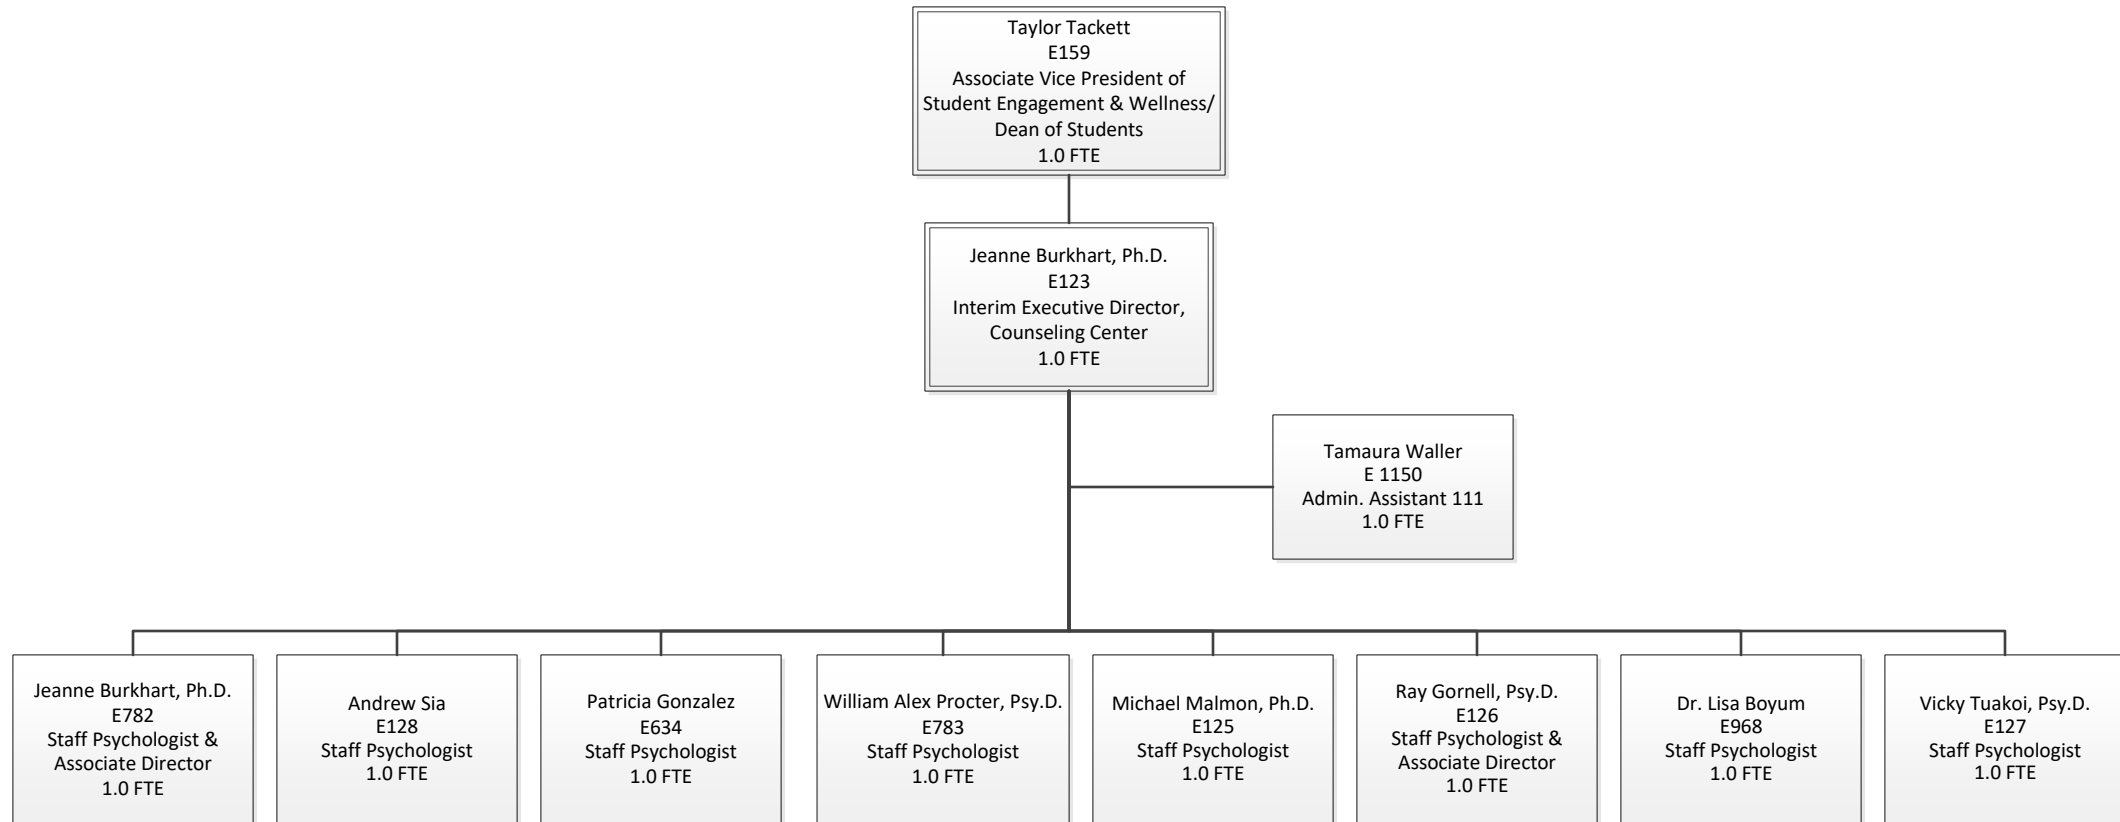 Taylor Tackett
E159
Associate Vice President of
Student Engagement & Wellness/
Dean of Students
1.0 FTE
Jeanne Burkhart, Ph.D.
E123
Interim Executive Director,
Counseling Center
1.0 FTE
Tamaura Waller
E 1150
Admin. Assistant 111
1.0 FTE
Jeanne Burkhart, Ph.D.
E782
Staff Psychologist &
Associate Director
1.0 FTE
Andrew Sia
E128
Staff Psychologist
1.0 FTE
Patricia Gonzalez
E634
Staff Psychologist
1.0 FTE
William Alex Procter, Psy.D.
E783
Staff Psychologist
1.0 FTE
Michael Malmon, Ph.D.
E125
Staff Psychologist
1.0 FTE
Ray Gornell, Psy.D.
E126
Staff Psychologist &
Associate Director
1.0 FTE
Dr. Lisa Boyum
E968
Staff Psychologist
1.0 FTE
Vicky Tuakoi, Psy.D.
E127
Staff Psychologist
1.0 FTE